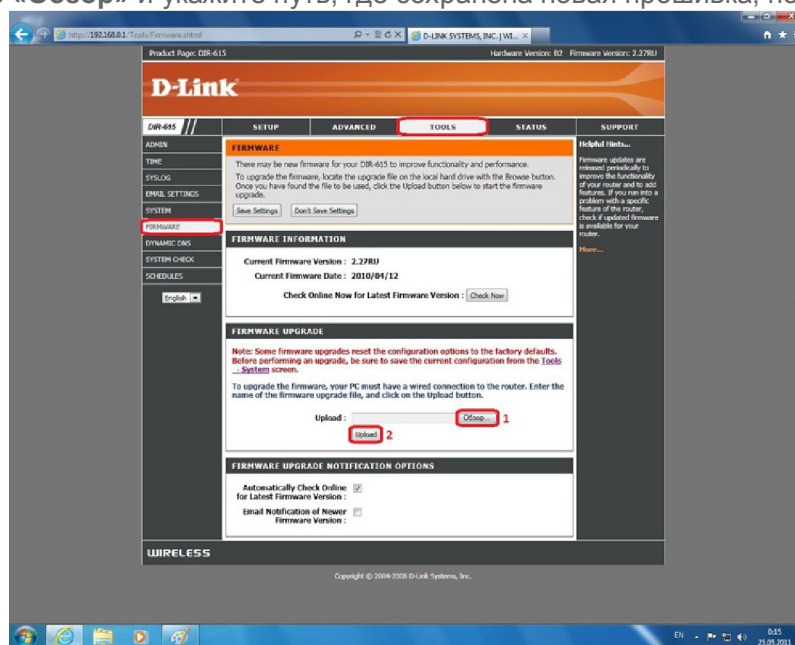 «Обзор» и укажите путь, где сохранена новая прошивка,
http://192.168.0.1/Tools/Firmware.shtml
D-LINK SYSTEMS, INC. | WI...
Product Page: DIR-615
Hardware Version: B2 Firmware Version: 2.27RU
D-Link
DIR-615
SETUP
ADVANCED
TOOLS
STATUS
SUPPORT
ADMIN
TIME
SYSLOG
EMAIL SETTINGS
SYSTEM
FIRMWARE
DYNAMIC DNS
SYSTEM CHECK
SCHEDULES
English
FIRMWARE
There may be new firmware for your DIR-615 to improve functionality and performance.
To upgrade the firmware, locate the upgrade file on the local hard drive with the Browse button.
Once you have found the file to be used, click the Upload button below to start the firmware
upgrade.
Save Settings
Don't Save Settings
FIRMWARE INFORMATION
Current Firmware Version : 2.27RU
Current Firmware Date : 2010/04/12
Check Online Now for Latest Firmware Version : Check Now
FIRMWARE UPGRADE
Note: Some firmware upgrades reset the configuration options to the factory defaults.
Before performing an upgrade, be sure to save the current configuration from the Tools
→ System screen.
To upgrade the firmware, your PC must have a wired connection to the router. Enter the
name of the firmware upgrade file, and click on the Upload button.
Upload : Обзор... 1
Upload 2
FIRMWARE UPGRADE NOTIFICATION OPTIONS
Automatically Check Online
for Latest Firmware Version :
Email Notification of Newer
Firmware Version :
Helpful Hints...
Firmware updates are
released periodically to
improve the functionality
of your router and to add
features. If you run into a
problem with a specific
feature of the router,
check if updated firmware
is available for your
router.
More...
WIRELESS
Copyright © 2004-2008 D-Link Systems, Inc.
EN
0:15
25.05.2011